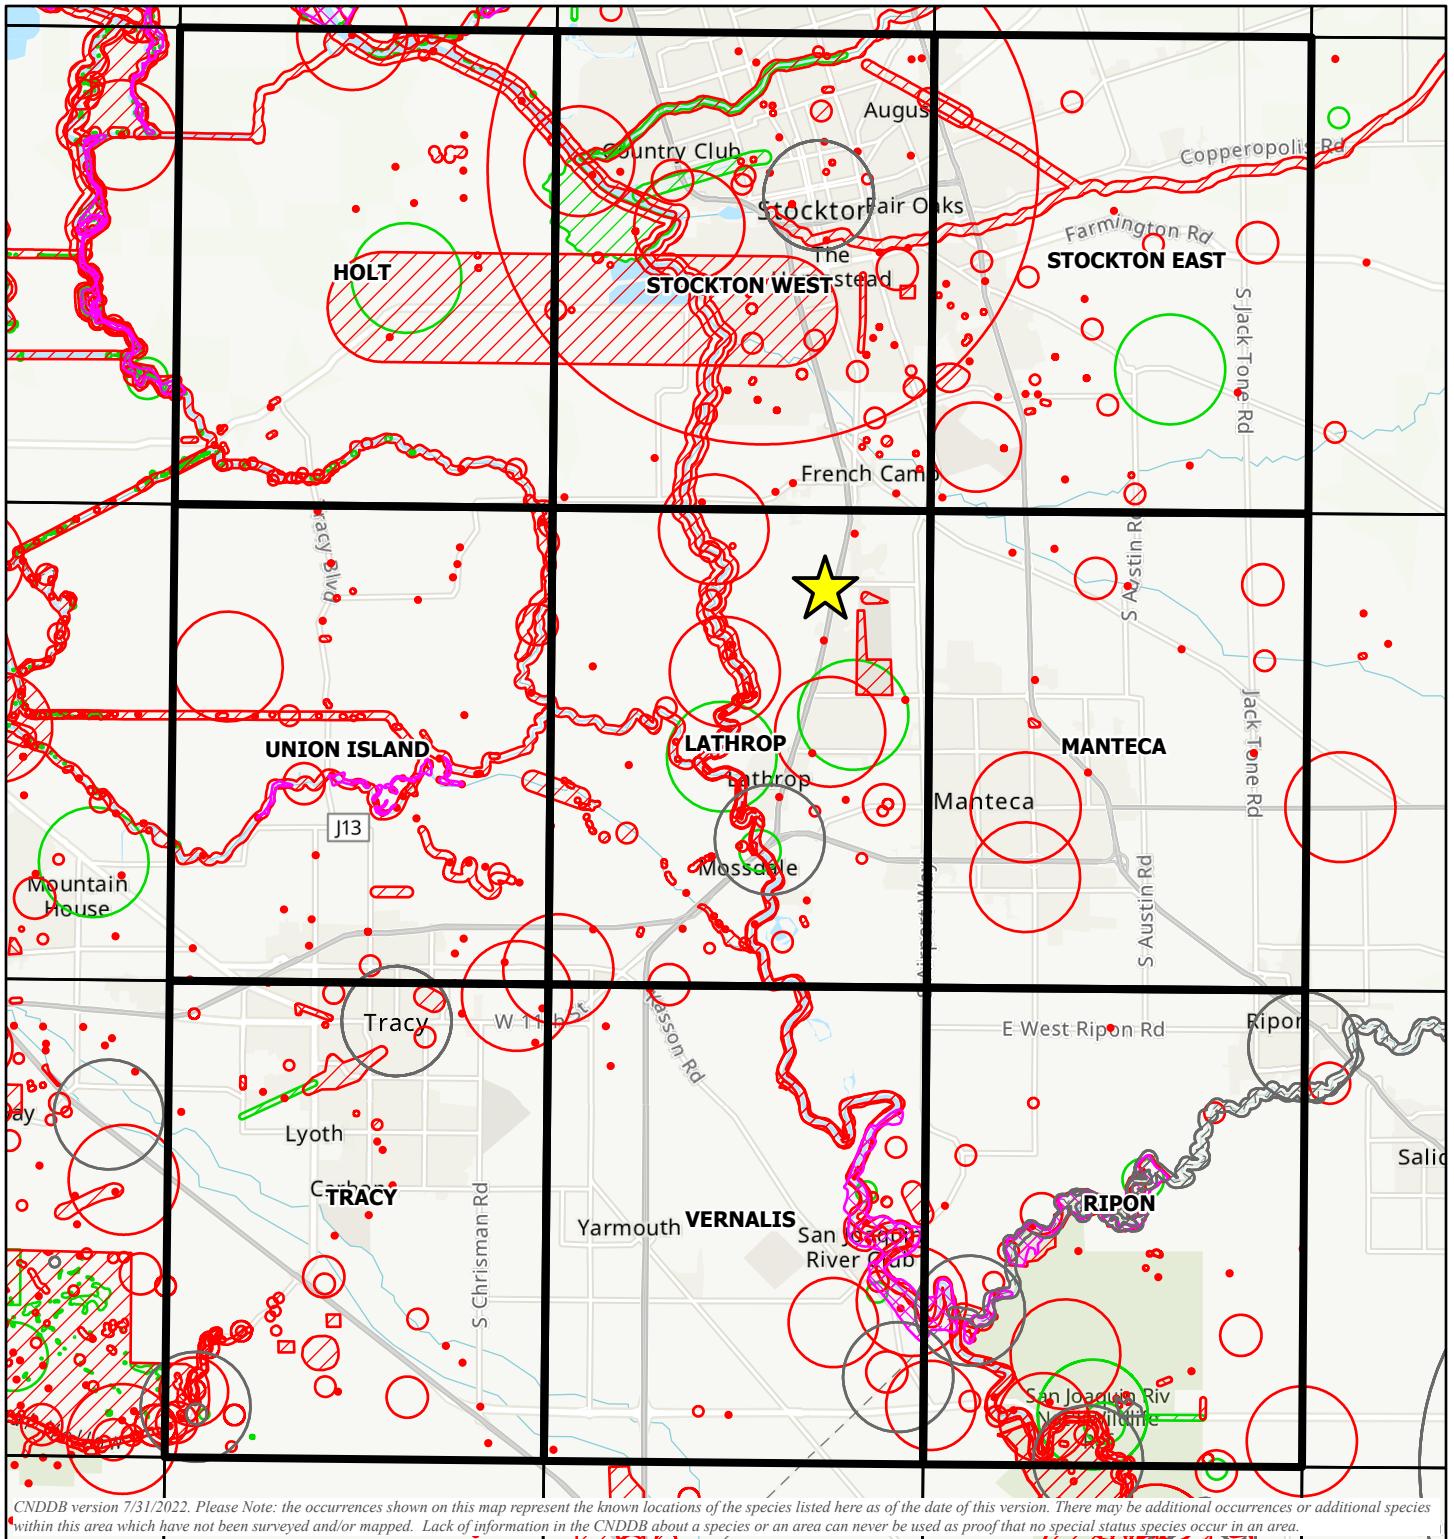 Augus
Country Club
Copperopolis Rd
Stockton
Fair Oaks
Farmington Rd
The
Homestead
HOLT
STOCKTON WEST
STOCKTON EAST
S Jack Tone Rd
French Camp
Tracy Blvd
S Austin Rd
Jack Tone Rd
UNION ISLAND
LATHROP
MANTECA
Lathrop
Manteca
J13
Mossdale
Mountain
House
S Airport Way
S Austin Rd
Tracy
W 11th St
Kasson Rd
E West Ripon Rd
Ripon
Lyoth
Salid
Carbona
TRACY
S Chrisman Rd
Yarmouth
VERNALIS
RIPON
San Joaquin
River Club
San Joaquin Riv
Nat'l Wildlife
CNDDB version 7/31/2022. Please Note: the occurrences shown on this map represent the known locations of the species listed here as of the date of this version. There may be additional occurrences or additional species
within this area which have not been surveyed and/or mapped. Lack of information in the CNDDB about a species or an area can never be used as proof that no special status species occur in an area.